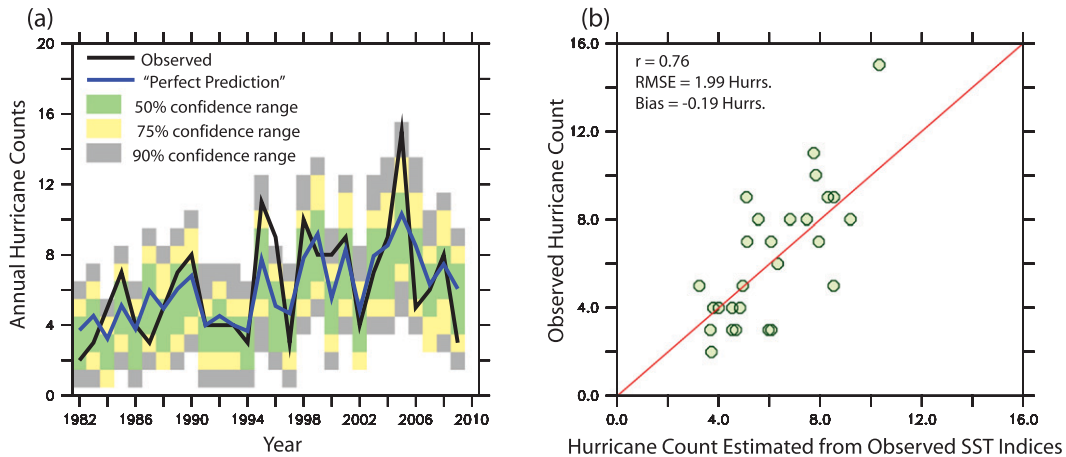 (a)
20
16
12
8
4
0
Annual Hurricane Counts
Observed
“Perfect Prediction”
50% confidence range
75% confidence range
90% confidence range
1982 1986 1990 1994 1998 2002 2006 2010
Year
(b)
16.0
12.0
8.0
4.0
0.0
Observed Hurricane Count
r = 0.76
RMSE = 1.99 Hurrs.
Bias = -0.19 Hurrs.
0.0 4.0 8.0 12.0 16.0
Hurricane Count Estimated from Observed SST Indices